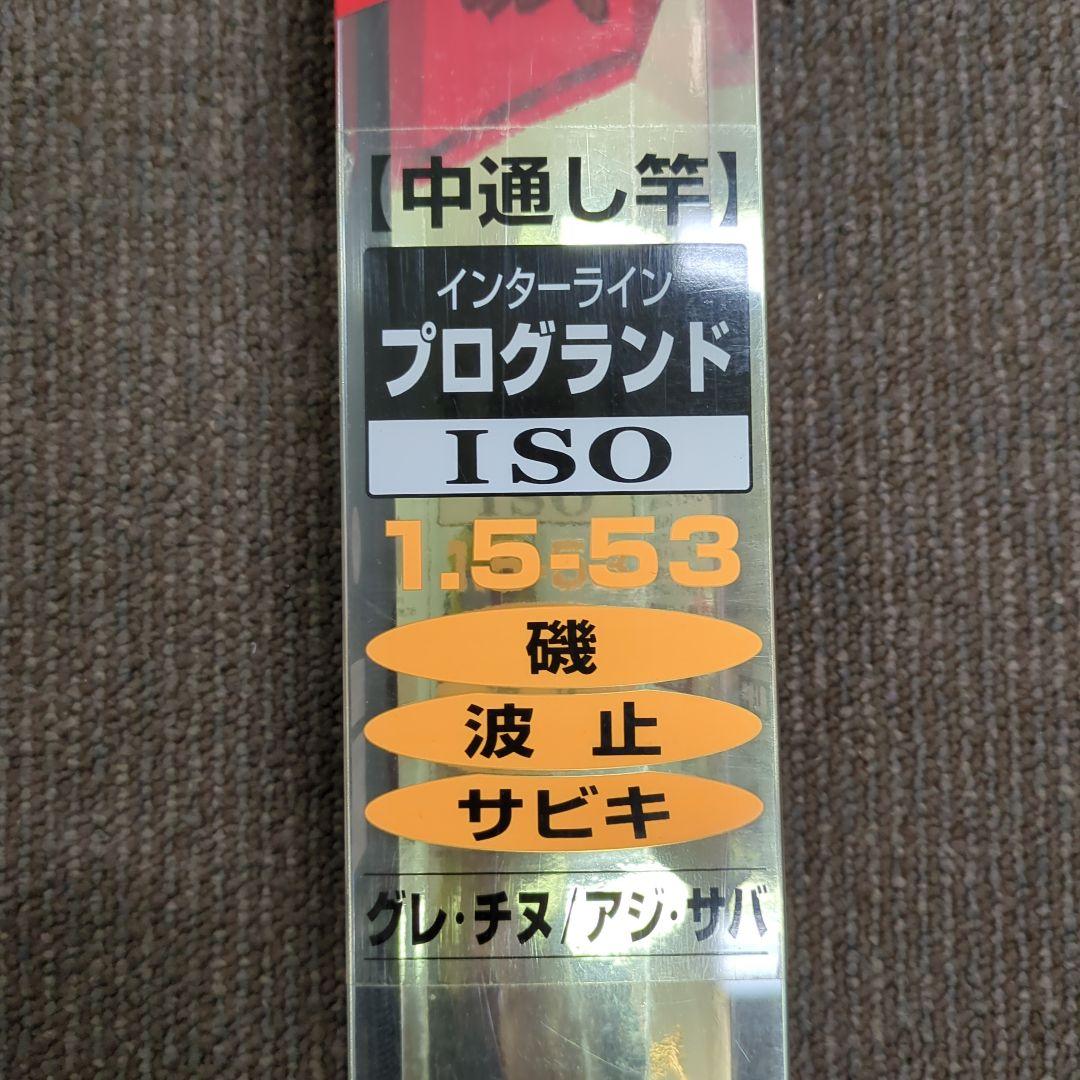 【中通し竿】
インターライン
プログランド
ISO
1.5-53
磯
波止
サビキ
グレ・チヌ/アジ・サバ